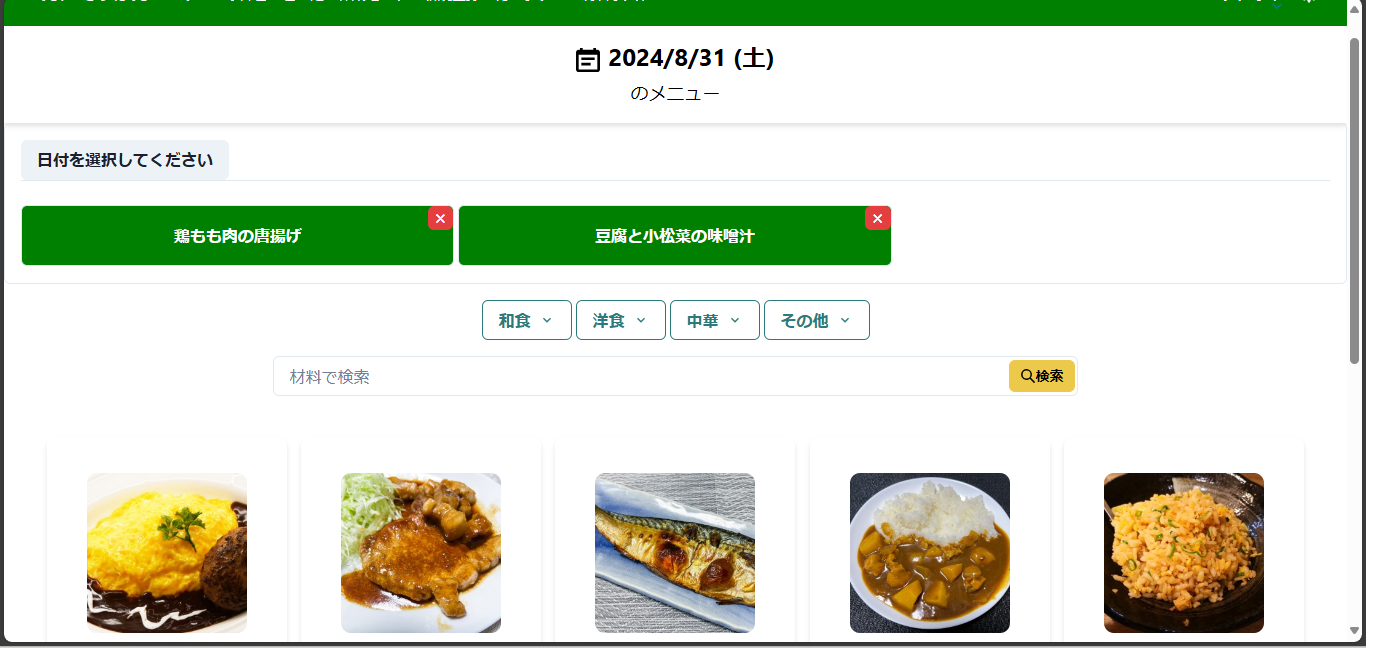 2024/8/31 (土)
のメニュー
日付を選択してください
鶏もも肉の唐揚げ
豆腐と小松菜の味噌汁
和食
洋食
中華
その他
材料で検索
検索